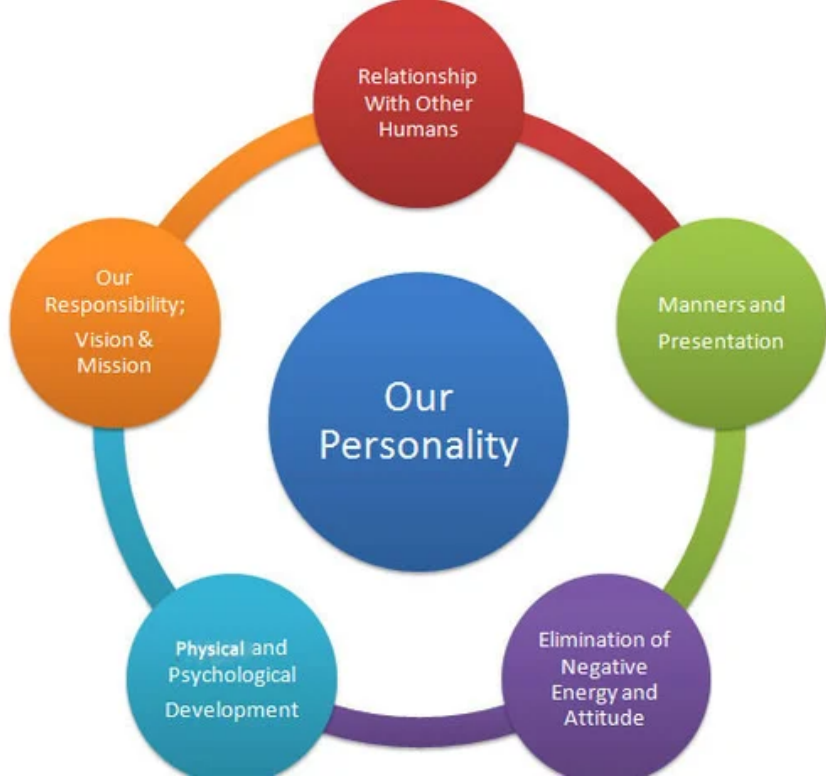 Relationship
With Other
Humans
Manners and
Presentation
Elimination of
Negative
Energy and
Attitude
Physical and
Psychological
Development
Our
Responsibility;
Vision &
Mission
Our
Personality